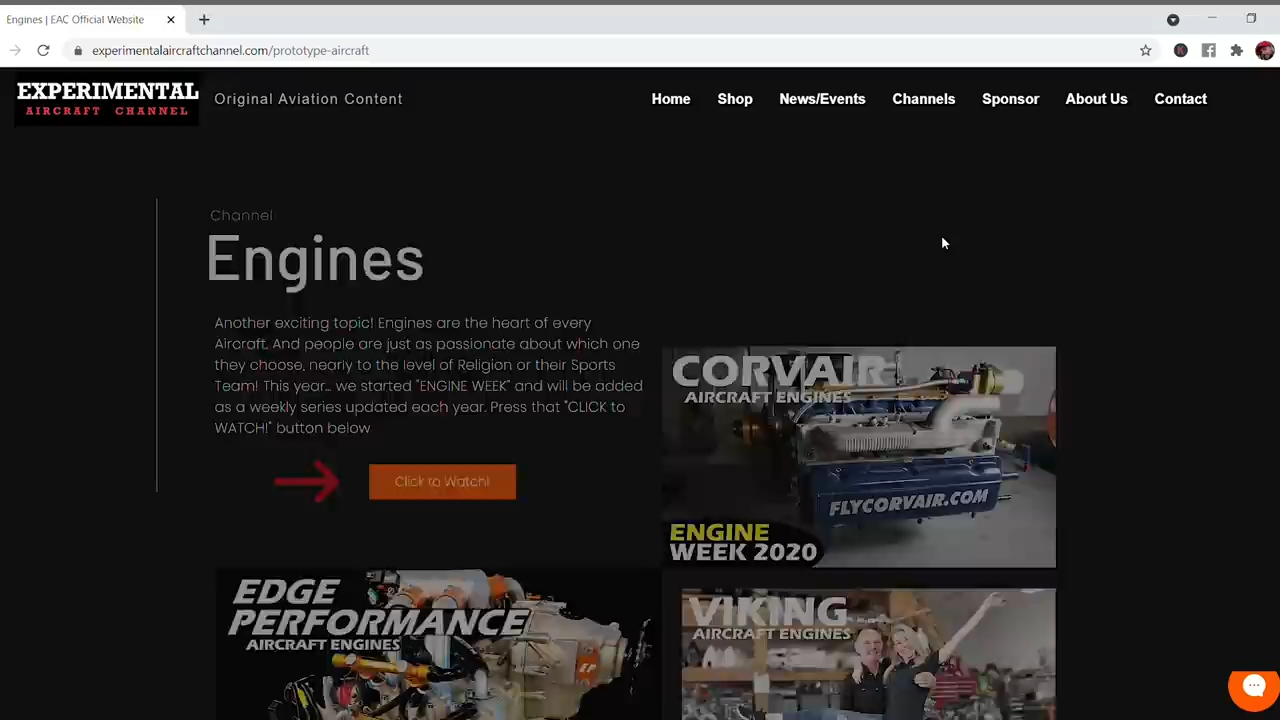 Engines | EAC Official Website
experimentalaircraftchannel.com/prototype-aircraft
EXPERIMENTAL
AIRCRAFT CHANNEL
Original Aviation Content
Home
Shop
News/Events
Channels
Sponsor
About Us
Contact
Channel
Engines
Another exciting topic! Engines are the heart of every
Aircraft. And people are just as passionate about which one
they choose, nearly to the level of Religion or their Sports
Team! This year... we started "ENGINE WEEK" and will be added
as a weekly series updated each year. Press that "CLICK to
WATCH!" button below
Click to Watch!
CORVAIR
AIRCRAFT ENGINES
FLYCORVAIR.COM
ENGINE
WEEK 2020
EDGE
PERFORMANCE
AIRCRAFT ENGINES
EP
VIKING
AIRCRAFT ENGINES